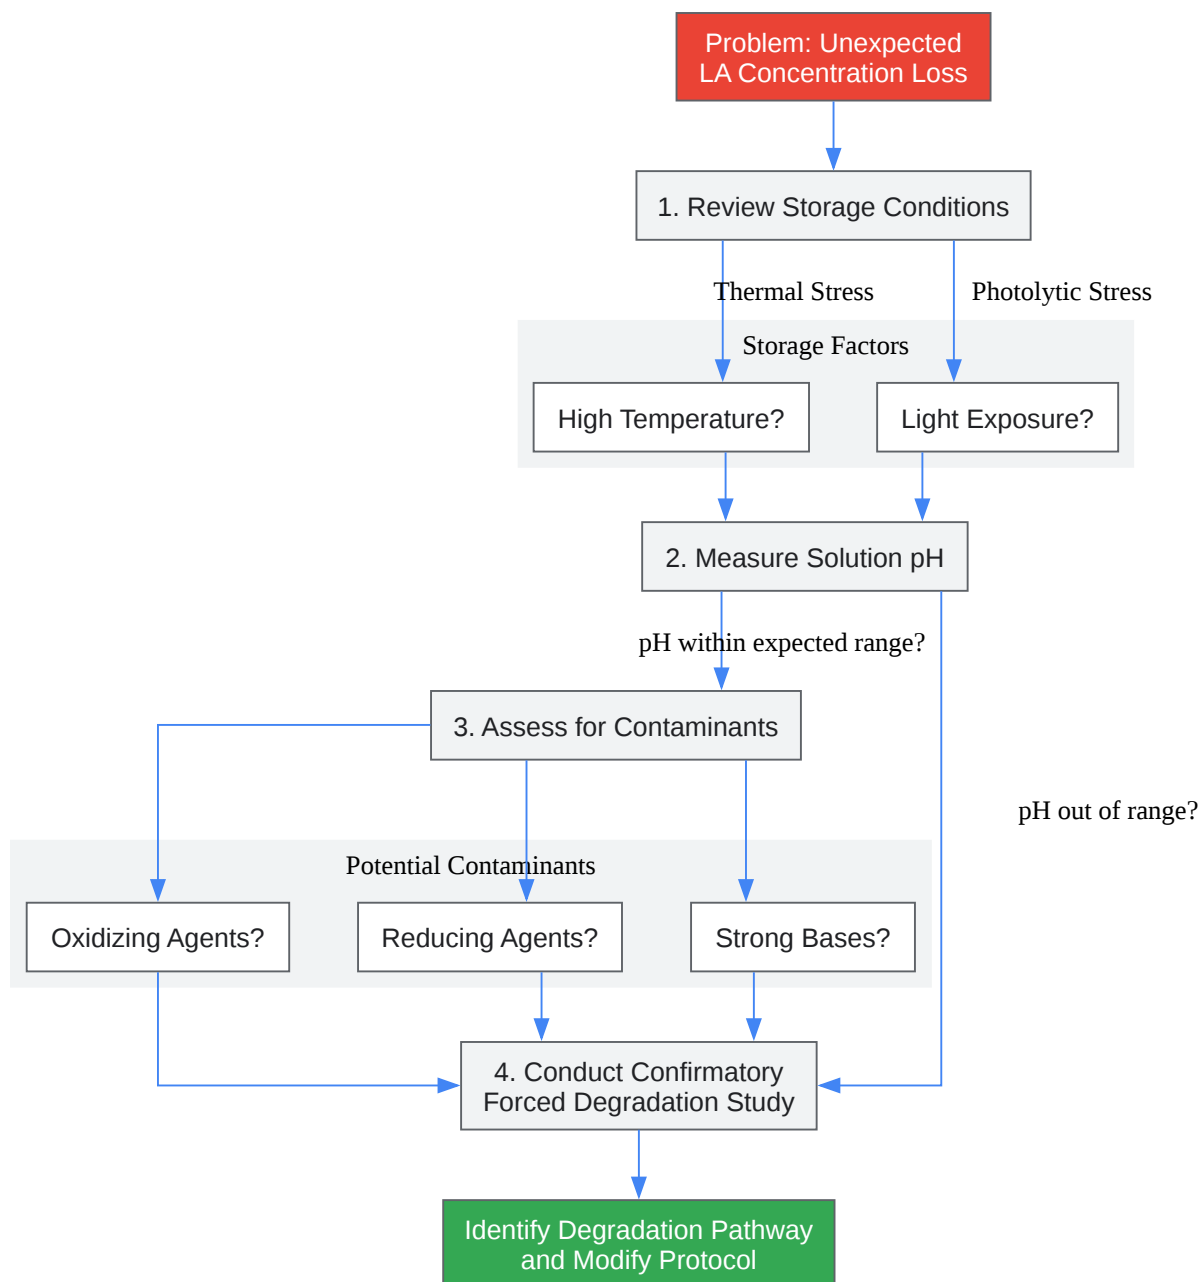 Problem: Unexpected
LA Concentration Loss
1. Review Storage Conditions
Thermal Stress
Photolytic Stress
Storage Factors
High Temperature?
Light Exposure?
2. Measure Solution pH
pH within expected range?
3. Assess for Contaminants
pH out of range?
Potential Contaminants
Oxidizing Agents?
Reducing Agents?
Strong Bases?
4. Conduct Confirmatory
Forced Degradation Study
Identify Degradation Pathway
and Modify Protocol